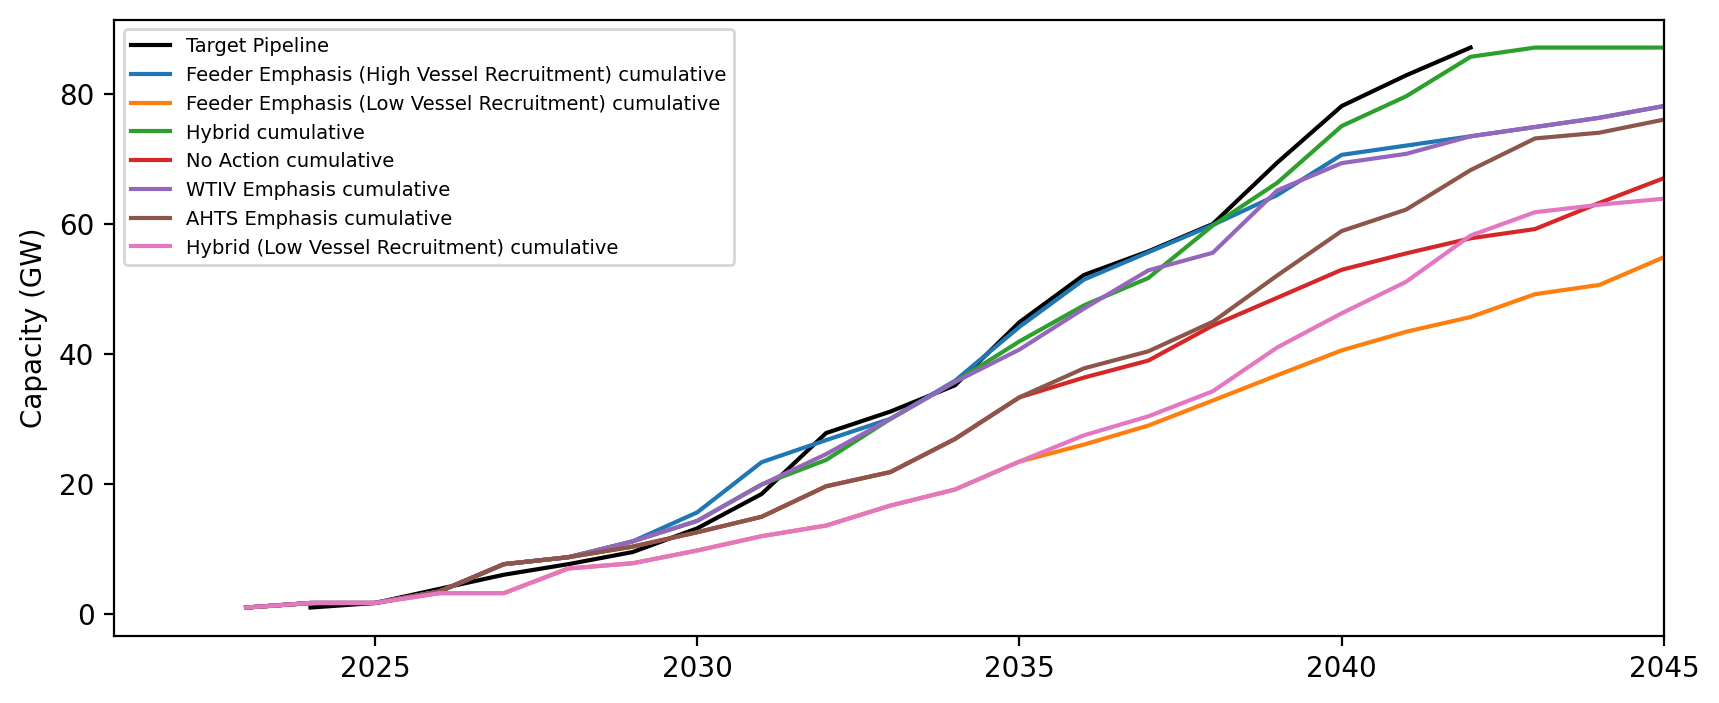 Target Pipeline
Feeder Emphasis (High Vessel Recruitment) cumulative
Feeder Emphasis (Low Vessel Recruitment) cumulative
Hybrid cumulative
No Action cumulative
WTIV Emphasis cumulative
AHTS Emphasis cumulative
Hybrid (Low Vessel Recruitment) cumulative
Capacity (GW)
80
60
40
20
0
2025
2030
2035
2040
2045